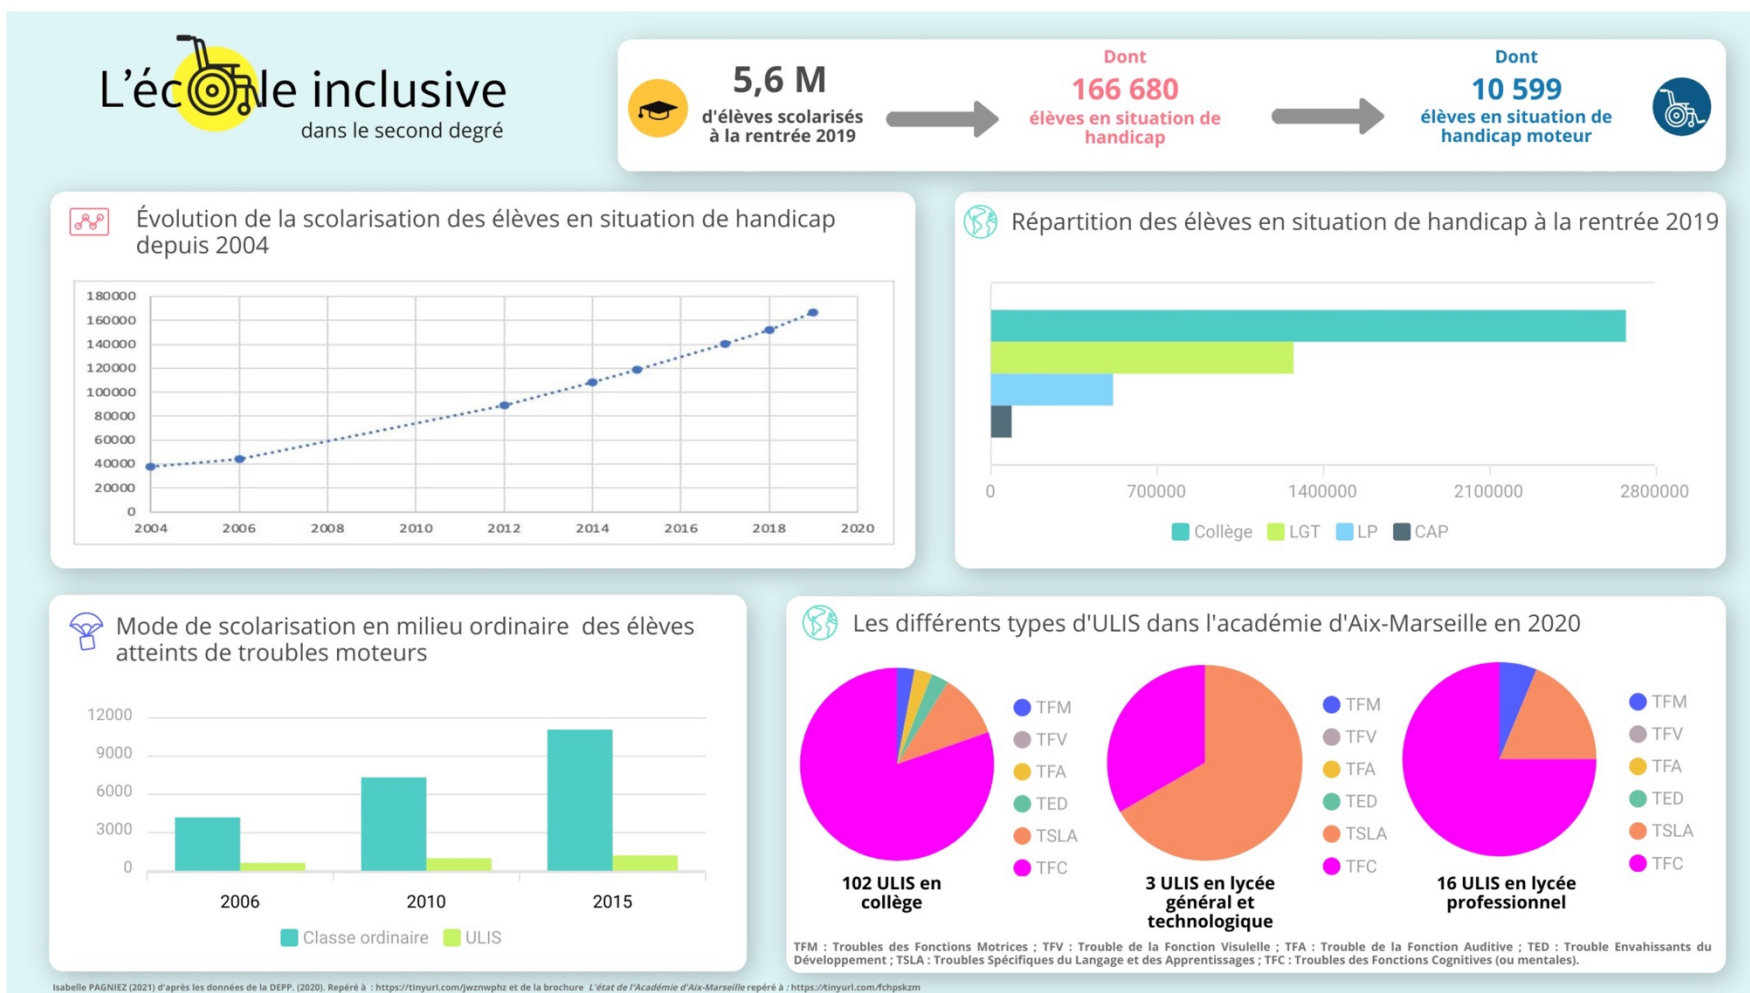 L'école inclusive
dans le second degré
5,6 M
d'élèves scolarisés
à la rentrée 2019
Dont
166 680
élèves en situation de
handicap
Dont
10 599
élèves en situation de
handicap moteur
Évolution de la scolarisation des élèves en situation de handicap
depuis 2004
180000
160000
140000
120000
100000
80000
60000
40000
20000
0
2004 2006 2008 2010 2012 2014 2016 2018 2020
Répartition des élèves en situation de handicap à la rentrée 2019
0 700000 1400000 2100000 2800000
Collège LGT LP CAP
Mode de scolarisation en milieu ordinaire des élèves
atteints de troubles moteurs
12000
9000
6000
3000
0
2006 2010 2015
Classe ordinaire ULIS
Les différents types d'ULIS dans l'académie d'Aix-Marseille en 2020
TFM
TFV
TFA
TED
TSLA
TFC
102 ULIS en
collège
TFM
TFV
TFA
TED
TSLA
TFC
3 ULIS en lycée
général et
technologique
TFM
TFV
TFA
TED
TSLA
TFC
16 ULIS en lycée
professionnel
TFM : Troubles des Fonctions Motrices ; TFV : Trouble de la Fonction Visulelle ; TFA : Trouble de la Fonction Auditive ; TED : Trouble Envahissants du
Développement ; TSLA : Troubles Spécifiques du Langage et des Apprentissages ; TFC : Troubles des Fonctions Cognitives (ou mentales).
Isabelle PAGNIEZ (2021) d'après les données de la DEPP. (2020). Repéré à : https://tinyurl.com/jwznwphz et de la brochure L'état de l'Académie d'Aix-Marseille repéré à : https://tinyurl.com/fchpskzm